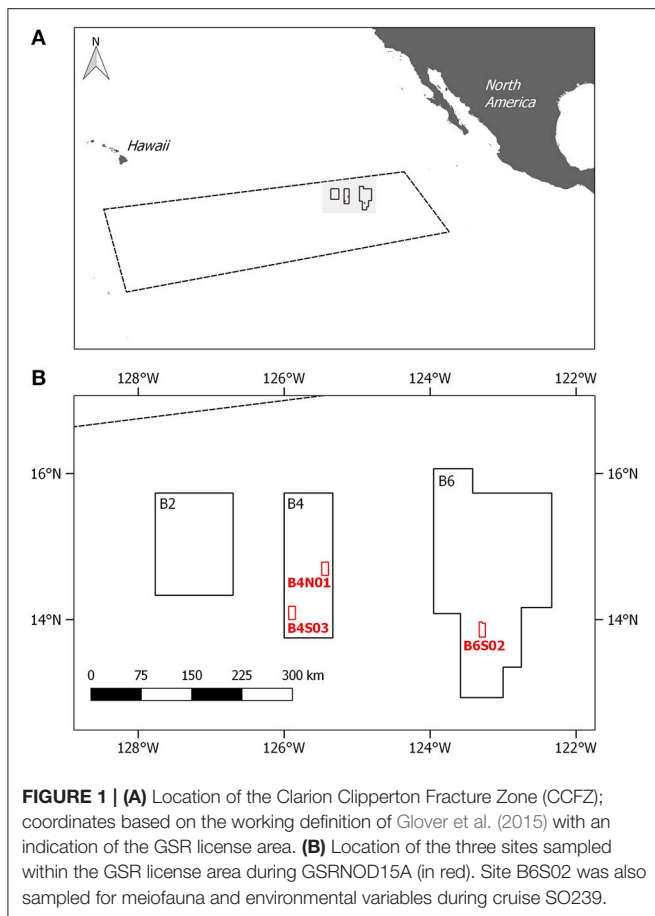 A
N
North
America
Hawaii
B
128°W 126°W 124°W 122°W
16°N 16°N
B2 B4 B6
B4N01
14°N 14°N
B4S03
B6S02
0 75 150 225 300 km
128°W 126°W 124°W 122°W
FIGURE 1 | (A) Location of the Clarion Clipperton Fracture Zone (CCFZ);
coordinates based on the working definition of Glover et al. (2015) with an
indication of the GSR license area. (B) Location of the three sites sampled
within the GSR license area during GSRNOD15A (in red). Site B6S02 was also
sampled for meiofauna and environmental variables during cruise SO239.